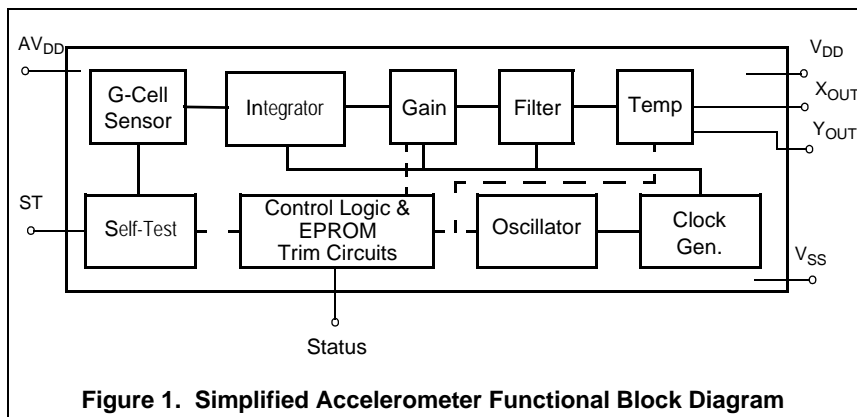 AVDD
VDD
G-Cell
Sensor
Integrator
Gain
Filter
Temp
XOUT
YOUT
ST
Self-Test
Control Logic &
EPROM
Trim Circuits
Oscillator
Clock
Gen.
VSS
Status
Figure 1. Simplified Accelerometer Functional Block Diagram